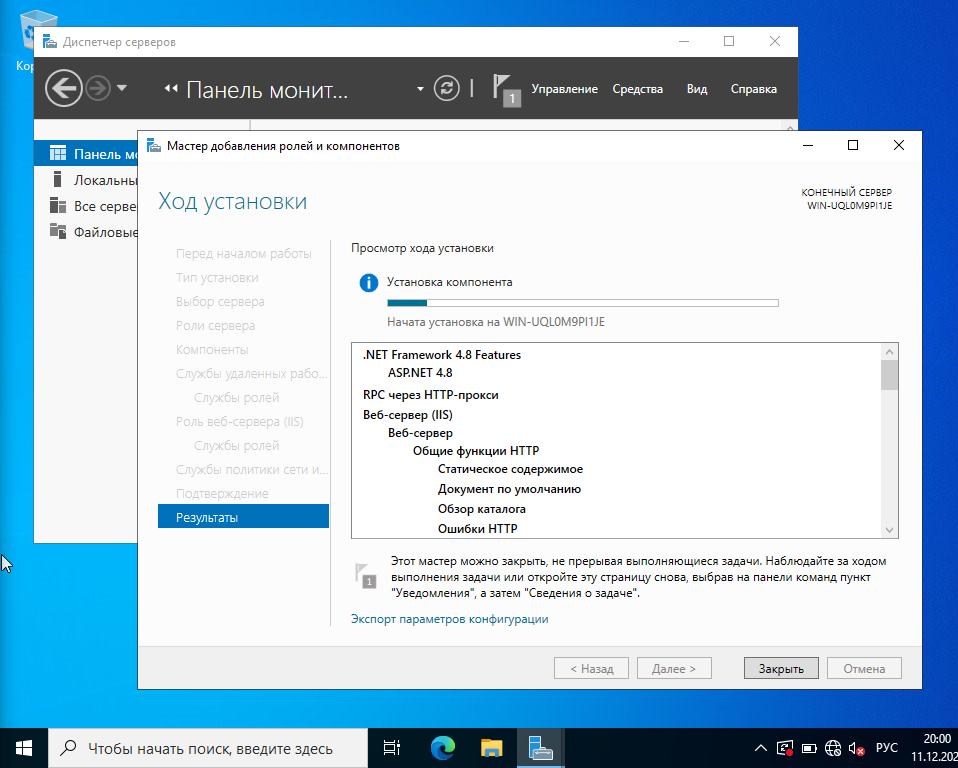 Диспетчер серверов
Панель монит...
1
Управление
Средства
Вид
Справка
Локальны
Все серве
Файловые
Мастер добавления ролей и компонентов
Ход установки
КОНЕЧНЫЙ СЕРВЕР
WIN-UQL0M9PI1JE
Перед началом работы
Тип установки
Выбор сервера
Роли сервера
Компоненты
Службы удаленных рабо...
Службы ролей
Роль веб-сервера (IIS)
Службы ролей
Службы политики сети и...
Подтверждение
Результаты
Просмотр хода установки
Установка компонента
Начата установка на WIN-UQL0M9PI1JE
.NET Framework 4.8 Features
ASP.NET 4.8
RPC через HTTP-прокси
Веб-сервер (IIS)
Веб-сервер
Общие функции HTTP
Статическое содержимое
Документ по умолчанию
Обзор каталога
Ошибки HTTP
1
Этот мастер можно закрыть, не прерывая выполняющиеся задачи. Наблюдайте за ходом
выполнения задачи или откройте эту страницу снова, выбрав на панели команд пункт
"Уведомления", а затем "Сведения о задаче".
Экспорт параметров конфигурации
< Назад
Далее >
Закрыть
Отмена
Панель мо
Кор
Чтобы начать поиск, введите здесь
РУС
20:00
11.12.202